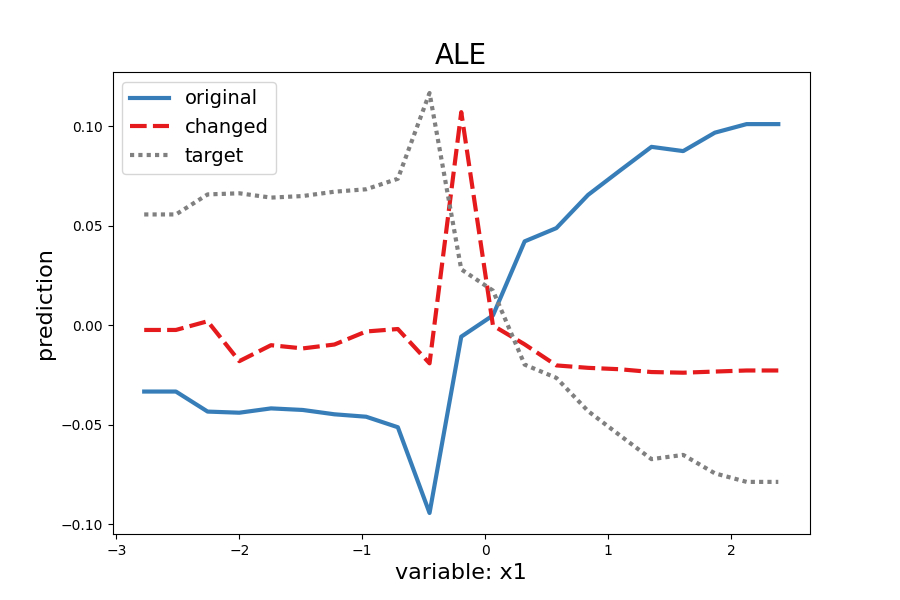 ALE
original
changed
target
0.10
0.05
0.00
−0.05
−0.10
prediction
−3
−2
−1
0
1
2
variable: x1